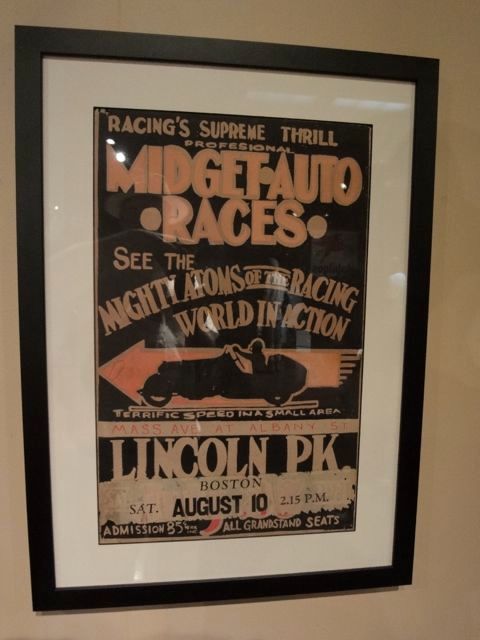 RACING'S SUPREME THRILL
PROFESIONAL
MIDGET·AUTO
•RACES•
SEE THE
MIGHTY ATOMS OF THE RACING
WORLD IN ACTION
TERRIFIC SPEED IN A SMALL AREA
MASS AVE AT ALBANY ST
LINCOLN PK
BOSTON
SAT. AUGUST 10 2.15 P.M.
ADMISSION 85¢ ALL GRANDSTAND SEATS